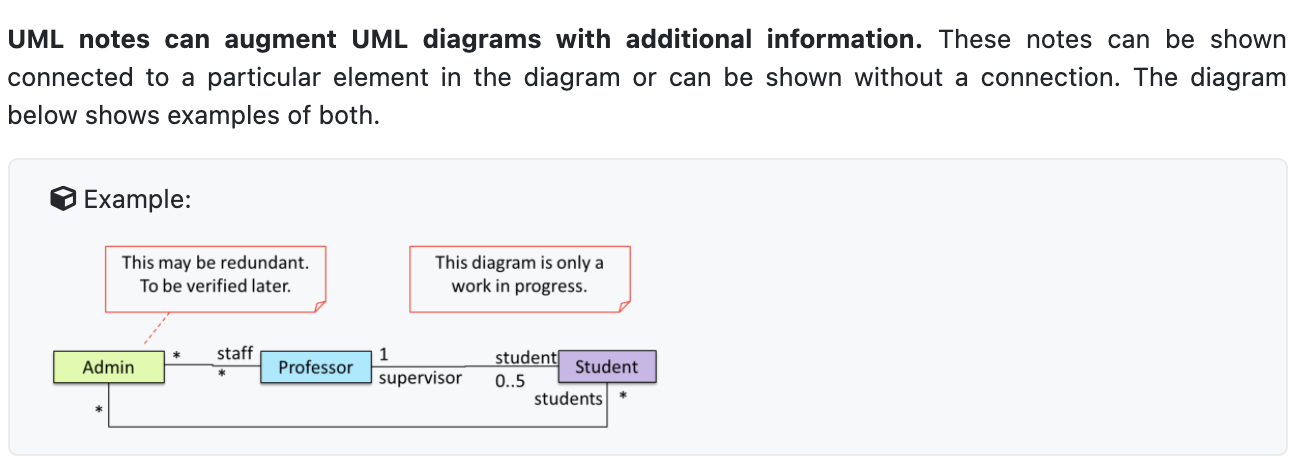 UML notes can augment UML diagrams with additional information. These notes can be shown
connected to a particular element in the diagram or can be shown without a connection. The diagram
below shows examples of both.
Example:
This may be redundant.
To be verified later.
This diagram is only a
work in progress.
Admin
*
staff
*
Professor
1
supervisor
student
0..5
Student
students
*
*